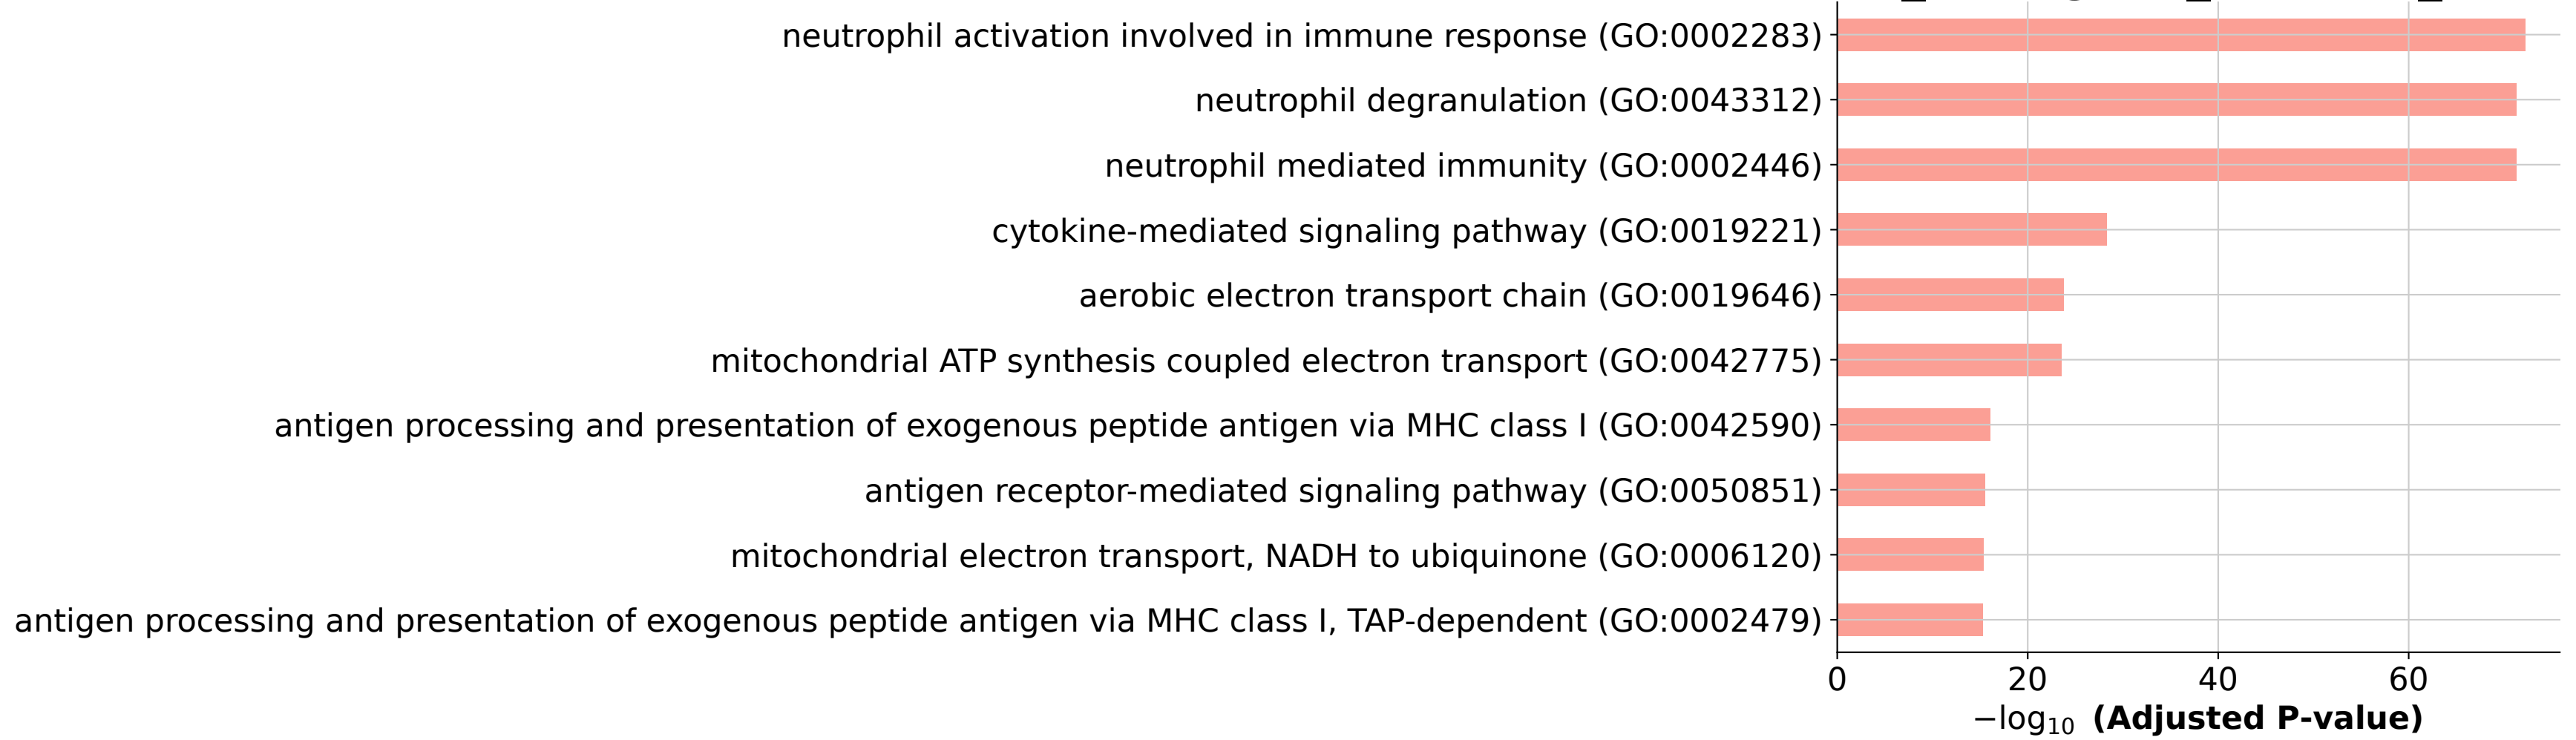 neutrophil activation involved in immune response (GO:0002283)
neutrophil degranulation (GO:0043312)
neutrophil mediated immunity (GO:0002446)
cytokine-mediated signaling pathway (GO:0019221)
aerobic electron transport chain (GO:0019646)
mitochondrial ATP synthesis coupled electron transport (GO:0042775)
antigen processing and presentation of exogenous peptide antigen via MHC class I (GO:0042590)
antigen receptor-mediated signaling pathway (GO:0050851)
mitochondrial electron transport, NADH to ubiquinone (GO:0006120)
antigen processing and presentation of exogenous peptide antigen via MHC class I, TAP-dependent (GO:0002479)
0 20 40 60
−log₁₀ (Adjusted P-value)